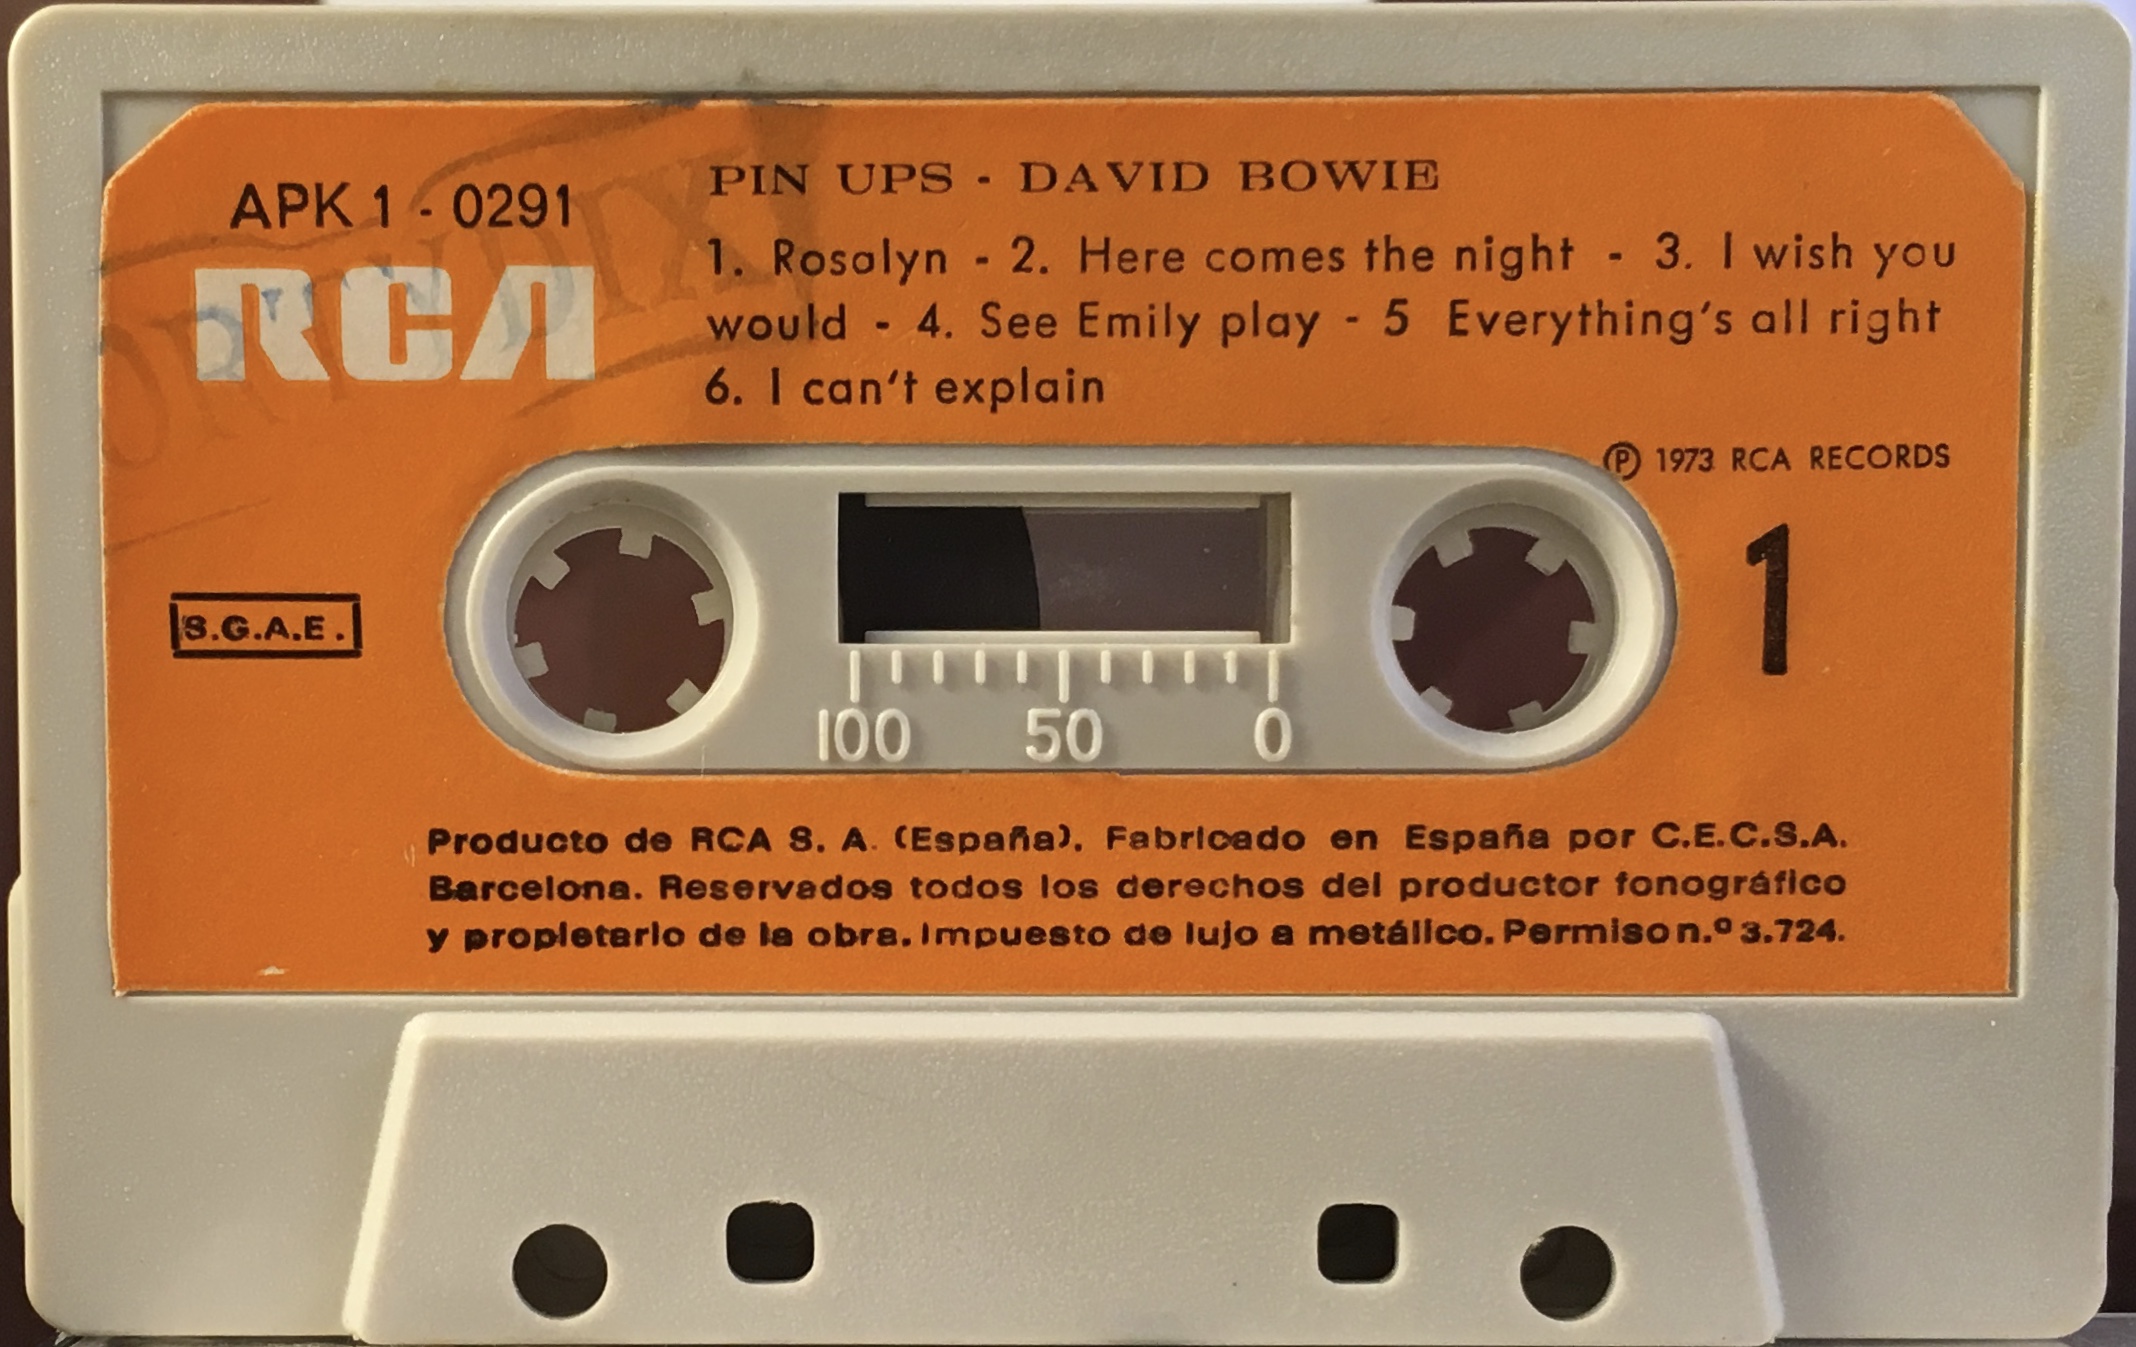 APK 1 - 0291
RCA
PIN UPS - DAVID BOWIE
1. Rosalyn - 2. Here comes the night - 3. I wish you
would - 4. See Emily play - 5 Everything's all right
6. I can't explain
℗ 1973 RCA RECORDS
1
S.G.A.E.
100 50 0
Producto de RCA S. A. (España). Fabricado en España por C.E.C.S.A.
Barcelona. Reservados todos los derechos del productor fonográfico
y propietario de la obra. Impuesto de lujo a metálico. Permiso n.º 3.724.